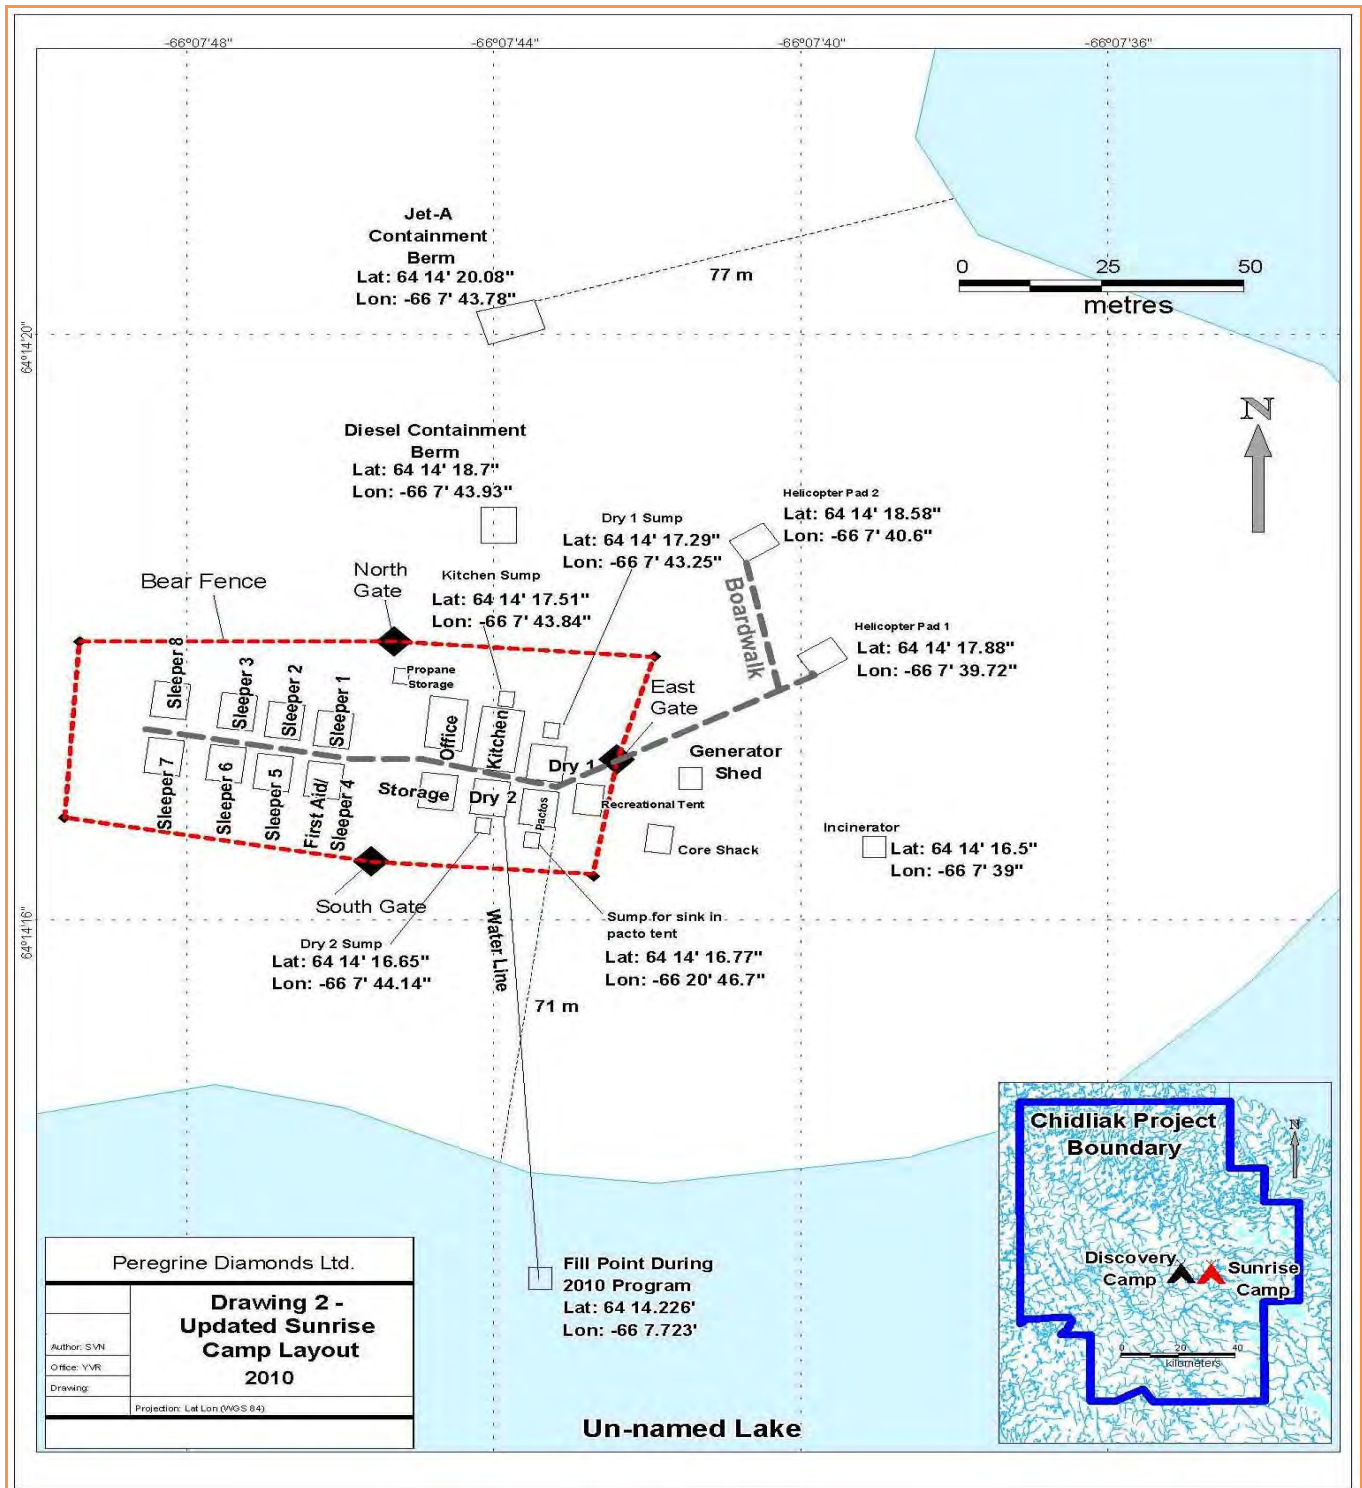 -66°07'48"
-66°07'44"
-66°07'40"
-66°07'36"
Jet-A
Containment
Berm
Lat: 64 14' 20.08"
Lon: -66 7' 43.78"
77 m
0 25 50
metres
64°14'20"
N
Diesel Containment
Berm
Lat: 64 14' 18.7"
Lon: -66 7' 43.93"
Helicopter Pad 2
Lat: 64 14' 18.58"
Lon: -66 7' 40.6"
Dry 1 Sump
Lat: 64 14' 17.29"
Lon: -66 7' 43.25"
Bear Fence
North
Gate
Kitchen Sump
Lat: 64 14' 17.51"
Lon: -66 7' 43.84"
Boardwalk
Helicopter Pad 1
Lat: 64 14' 17.88"
Lon: -66 7' 39.72"
Sleeper 8
Sleeper 3
Sleeper 2
Sleeper 1
Propane
Storage
Office
Kitchen
East
Gate
Dry 1
Generator
Shed
Sleeper 7
Sleeper 6
Sleeper 5
First Aid/
Sleeper 4
Storage
Dry 2
Pactos
Recreational Tent
Core Shack
Incinerator
Lat: 64 14' 16.5"
Lon: -66 7' 39"
South Gate
64°14'16"
Dry 2 Sump
Lat: 64 14' 16.65"
Lon: -66 7' 44.14"
Water Line
Sump for sink in
pacto tent
Lat: 64 14' 16.77"
Lon: -66 20' 46.7"
71 m
Fill Point During
2010 Program
Lat: 64 14.226'
Lon: -66 7.723'
Un-named Lake
Chidliak Project
Boundary
N
Discovery
Camp
Sunrise
Camp
0 20 40
kilometers
Peregrine Diamonds Ltd.
Drawing 2 -
Updated Sunrise
Camp Layout
2010
Author: SVN
Office: YVR
Drawing:
Projection: Lat Lon (WGS 84)